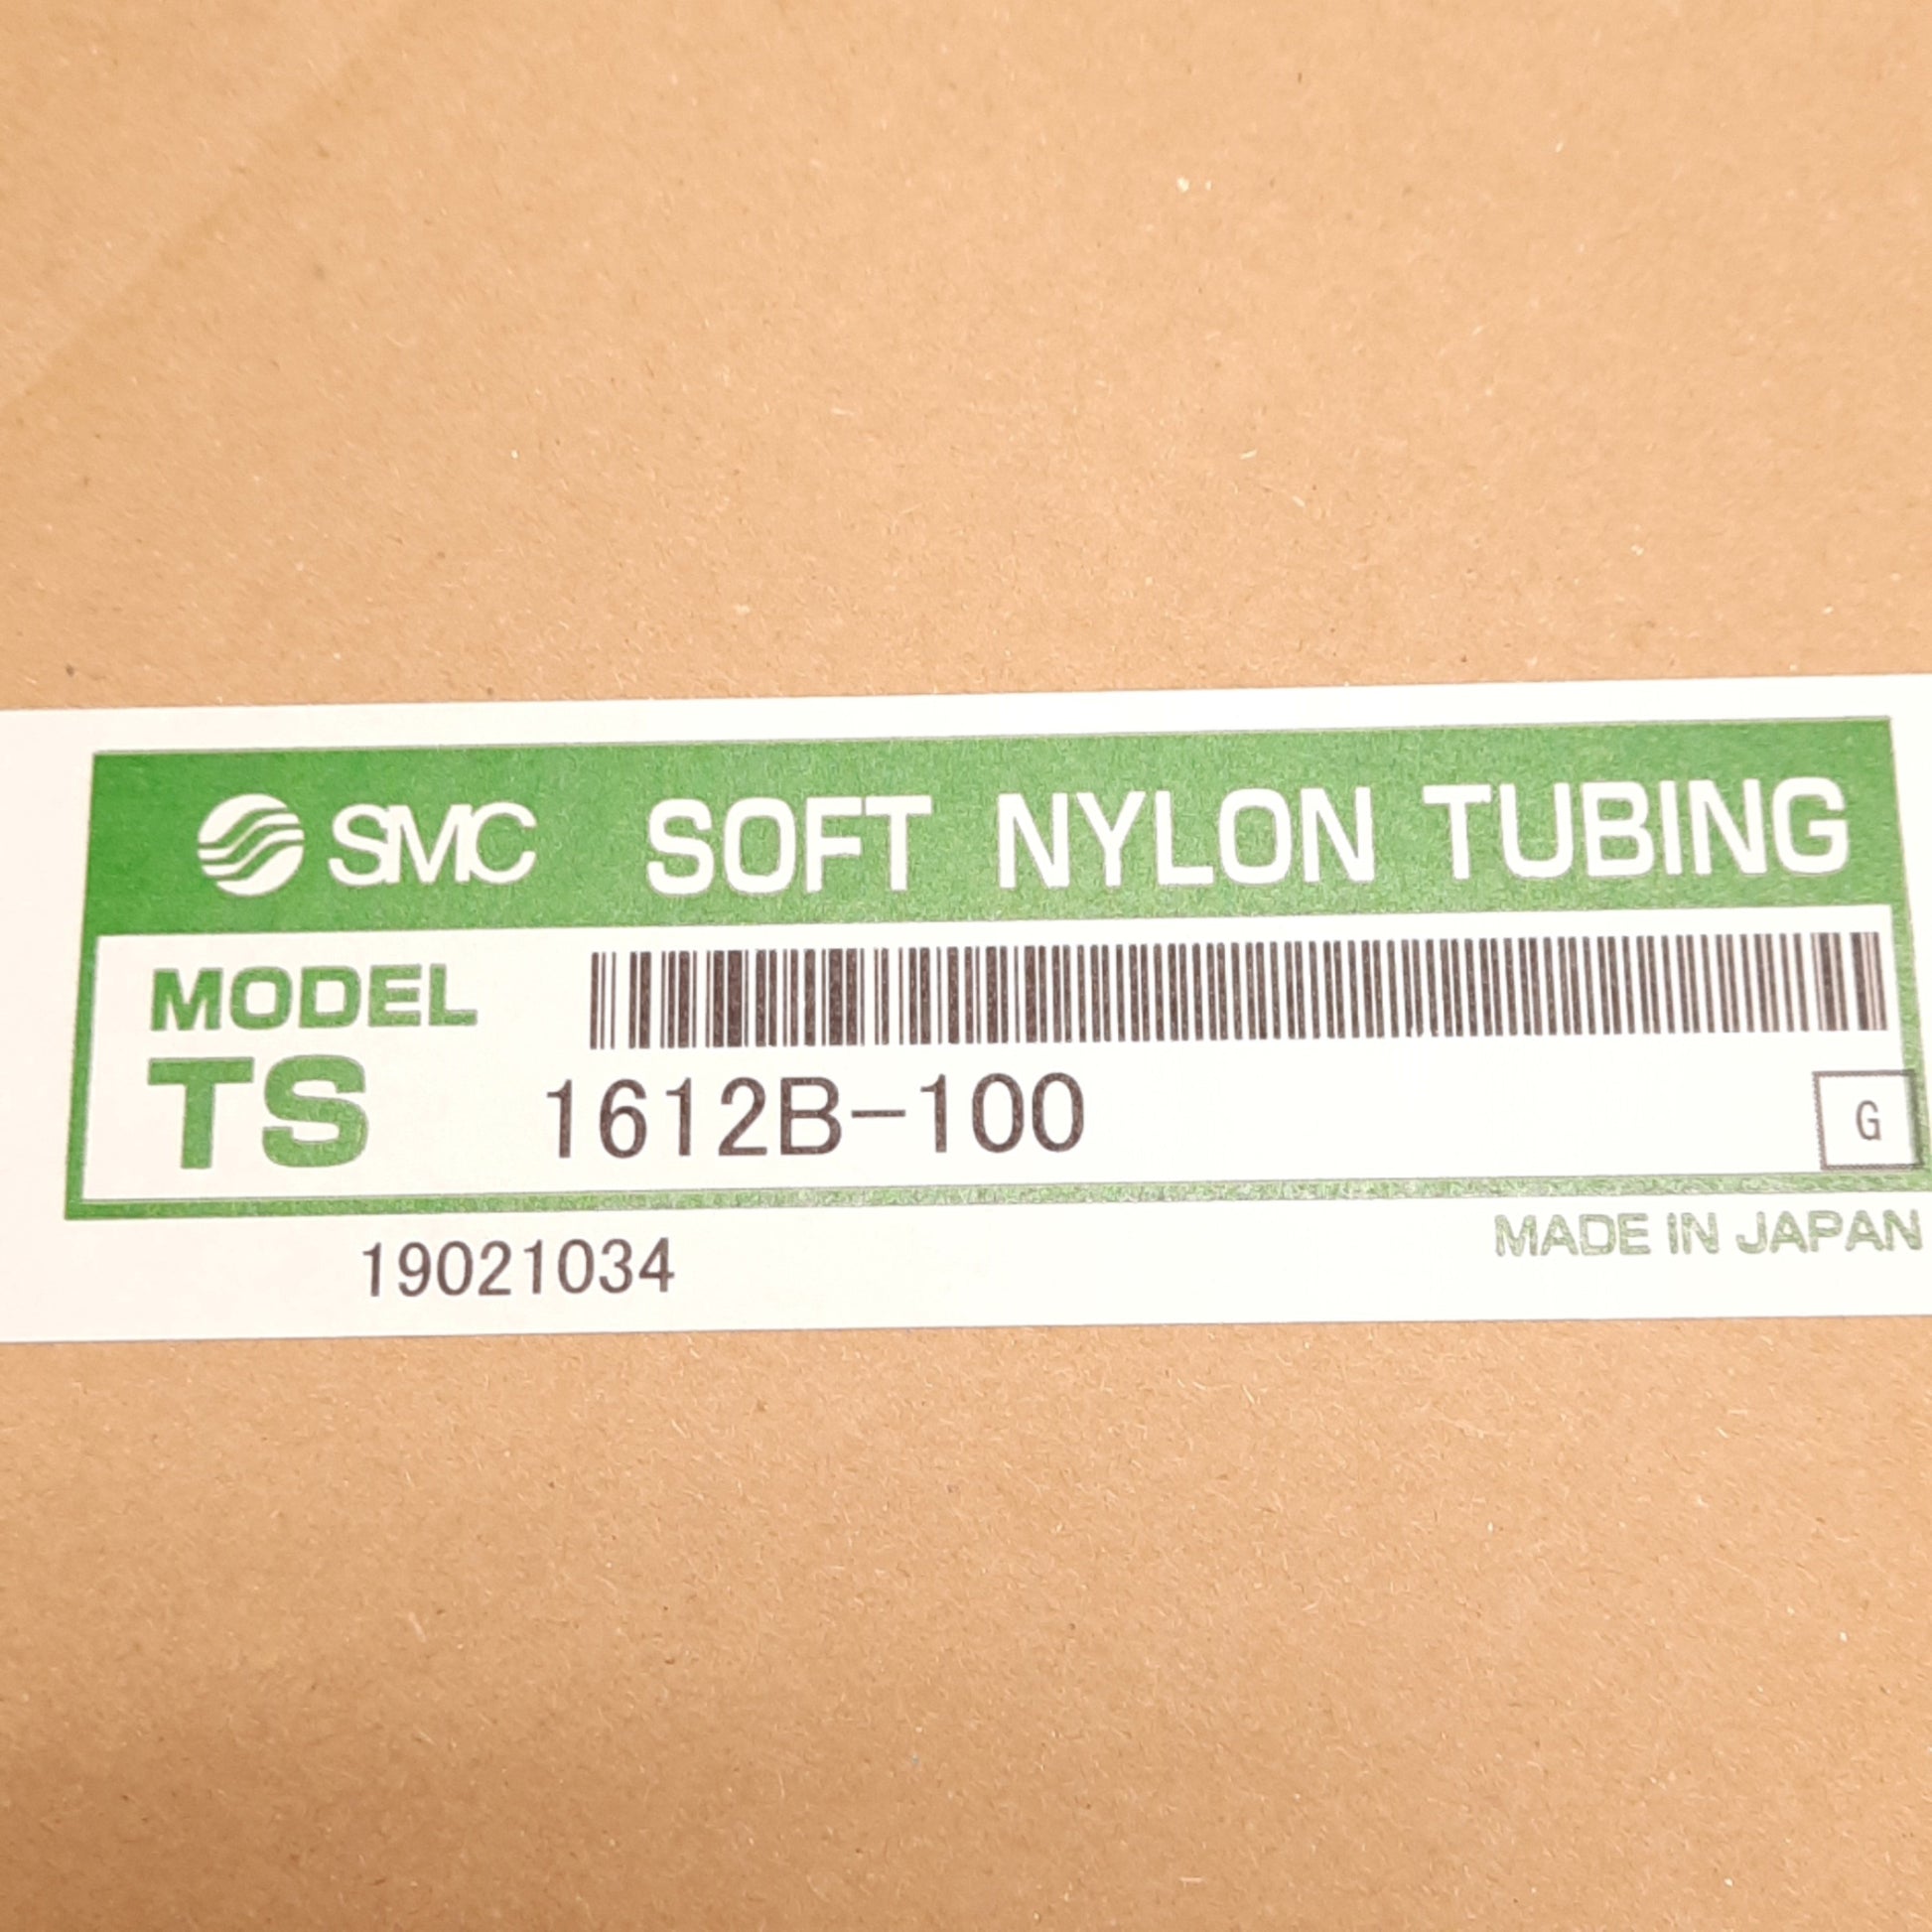 SMC SOFT NYLON TUBING
MODEL
TS 1612B-100
G
19021034
MADE IN JAPAN